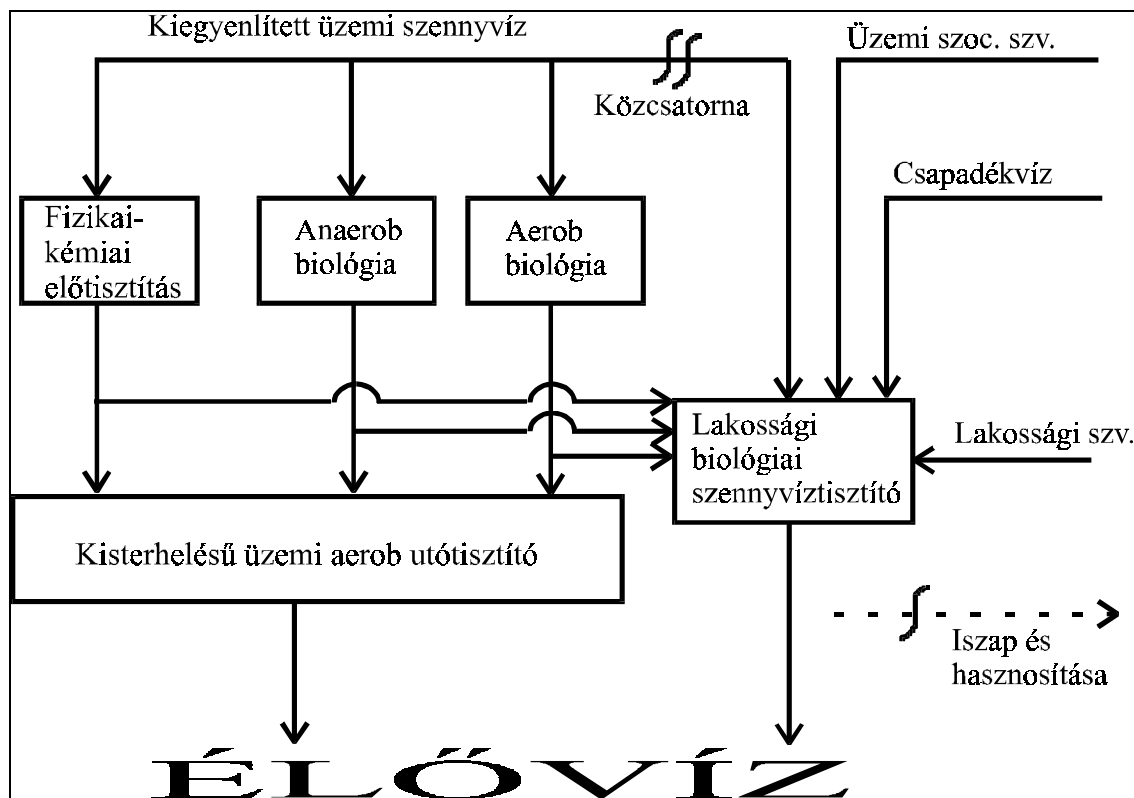 Kiegyenlített üzemi szennyvíz
Üzemi szoc. szv.
Közcsatorna
Csapadékvíz
Fizikai-
kémiai
előtisztítás
Anaerob
biológia
Aerob
biológia
Lakossági
biológiai
szennyvíztisztító
Lakossági szv.
Kisterhelésű üzemi aerob utótisztító
Iszap és
hasznosítása
ÉLŐVÍZ